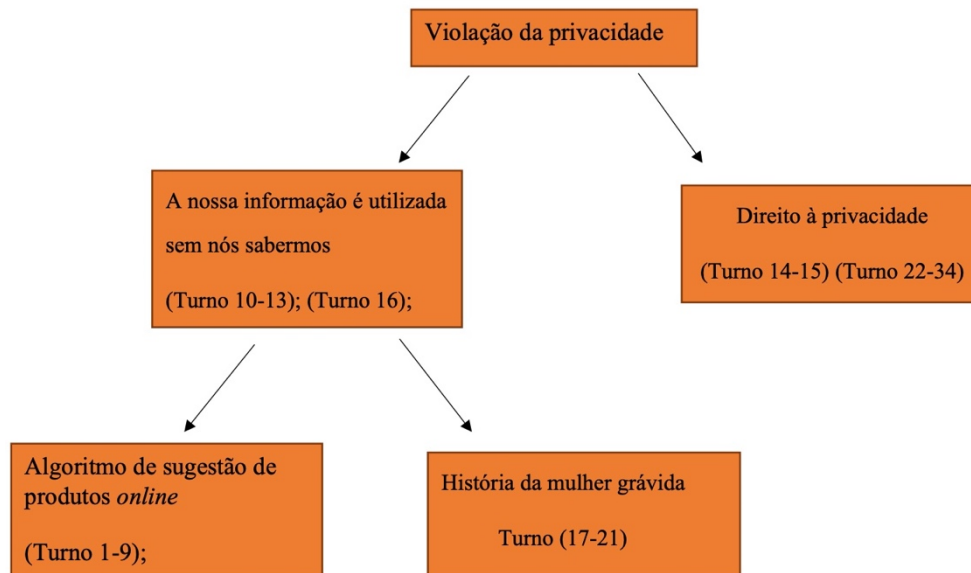 Violação da privacidade
A nossa informação é utilizada
sem nós sabermos
(Turno 10-13); (Turno 16);
Direito à privacidade
(Turno 14-15) (Turno 22-34)
Algoritmo de sugestão de
produtos online
(Turno 1-9);
História da mulher grávida
Turno (17-21)